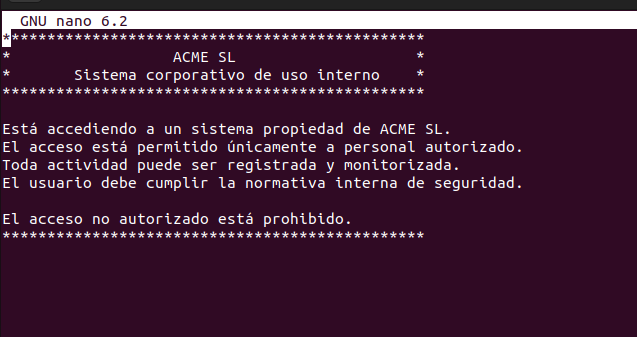 GNU nano 6.2
***********************************************
*                  ACME SL                    *
*       Sistema corporativo de uso interno    *
***********************************************
Está accediendo a un sistema propiedad de ACME SL.
El acceso está permitido únicamente a personal autorizado.
Toda actividad puede ser registrada y monitorizada.
El usuario debe cumplir la normativa interna de seguridad.
El acceso no autorizado está prohibido.
***********************************************